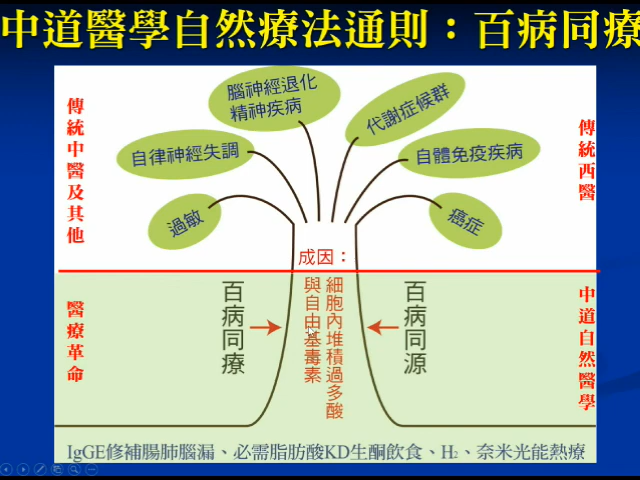 中道醫學自然療法通則：百病同療
傳統中醫及其他
腦神經退化
精神疾病
代謝症候群
傳統西醫
自律神經失調
自體免疫疾病
過敏
癌症
成因：
醫療革命
百病同療
細胞內堆積過多酸
與自由基毒素
百病同源
中道自然醫學
IgGE修補腸肺腦漏、必需脂肪酸KD生酮飲食、H₂、奈米光能熱療